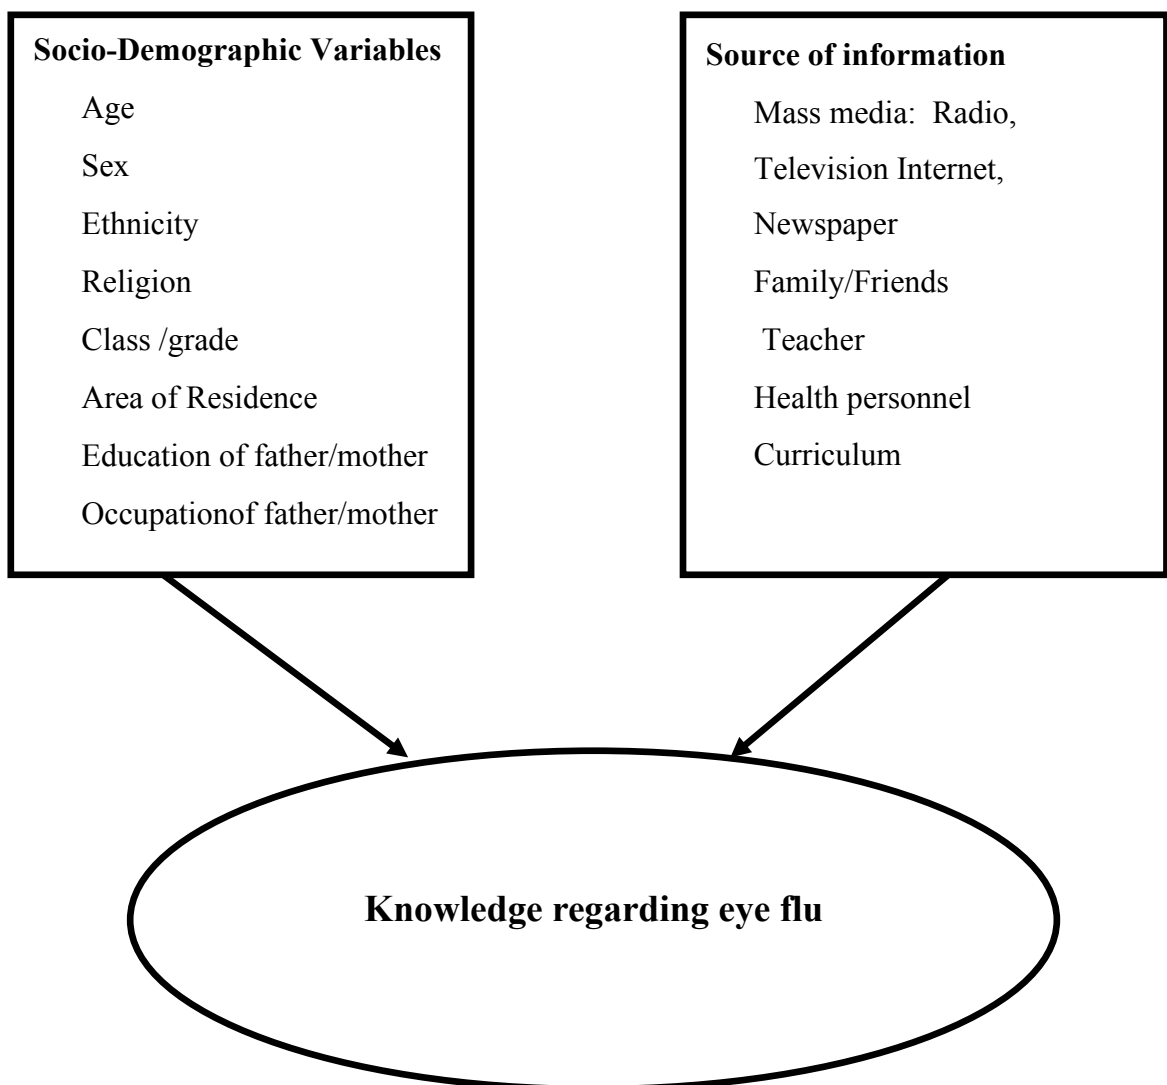 Socio-Demographic Variables
Age
Sex
Ethnicity
Religion
Class /grade
Area of Residence
Education of father/mother
Occupationof father/mother
Source of information
Mass media:  Radio,
Television Internet,
Newspaper
Family/Friends
Teacher
Health personnel
Curriculum
Knowledge regarding eye flu